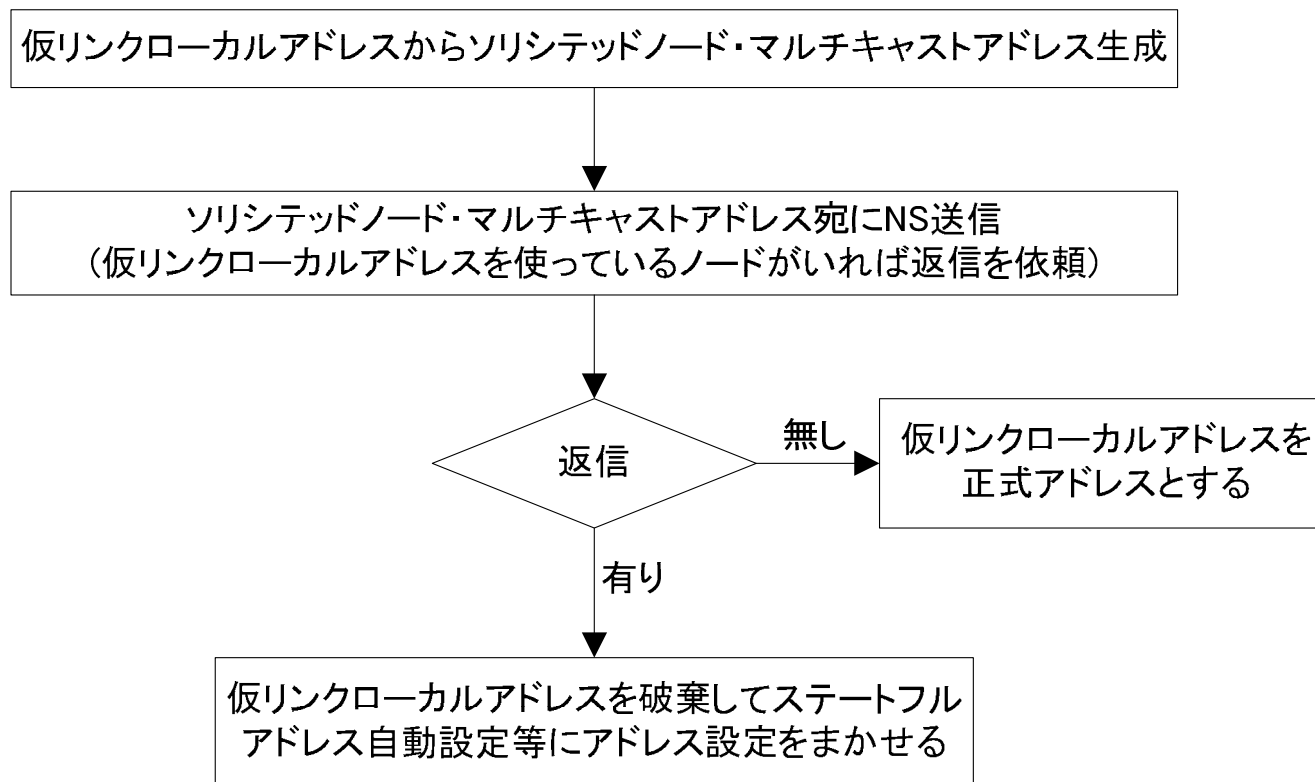 仮リンクローカルアドレスからソリシテッドノード・マルチキャストアドレス生成
ソリシテッドノード・マルチキャストアドレス宛にNS送信
（仮リンクローカルアドレスを使っているノードがいれば返信を依頼）
返信
無し
仮リンクローカルアドレスを
正式アドレスとする
有り
仮リンクローカルアドレスを破棄してステートフル
アドレス自動設定等にアドレス設定をまかせる